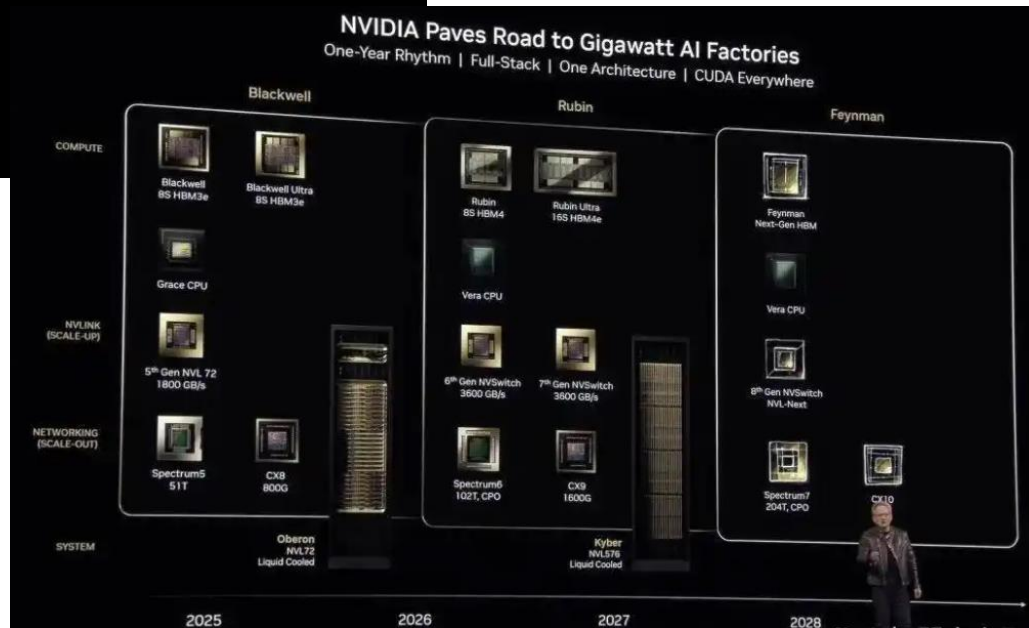 NVIDIA Paves Road to Gigawatt AI Factories
One-Year Rhythm | Full-Stack | One Architecture | CUDA Everywhere
Blackwell
Rubin
Feynman
COMPUTE
Blackwell
8S HBM3e
Blackwell Ultra
8S HBM3e
Rubin
8S HBM4
Rubin Ultra
16S HBM4e
Feynman
Next-Gen HBM
Grace CPU
Vera CPU
Vera CPU
NVLINK
(SCALE-UP)
5th Gen NVL 72
1800 GB/s
6th Gen NVSwitch
3600 GB/s
7th Gen NVSwitch
3600 GB/s
8th Gen NVSwitch
NVL-Next
NETWORKING
(SCALE-OUT)
Spectrum5
51T
CX8
800G
Spectrum6
102T, CPO
CX9
1600G
Spectrum7
204T, CPO
CX10
SYSTEM
Oberon
NVL72
Liquid Cooled
Kyber
NVL576
Liquid Cooled
2025
2026
2027
2028